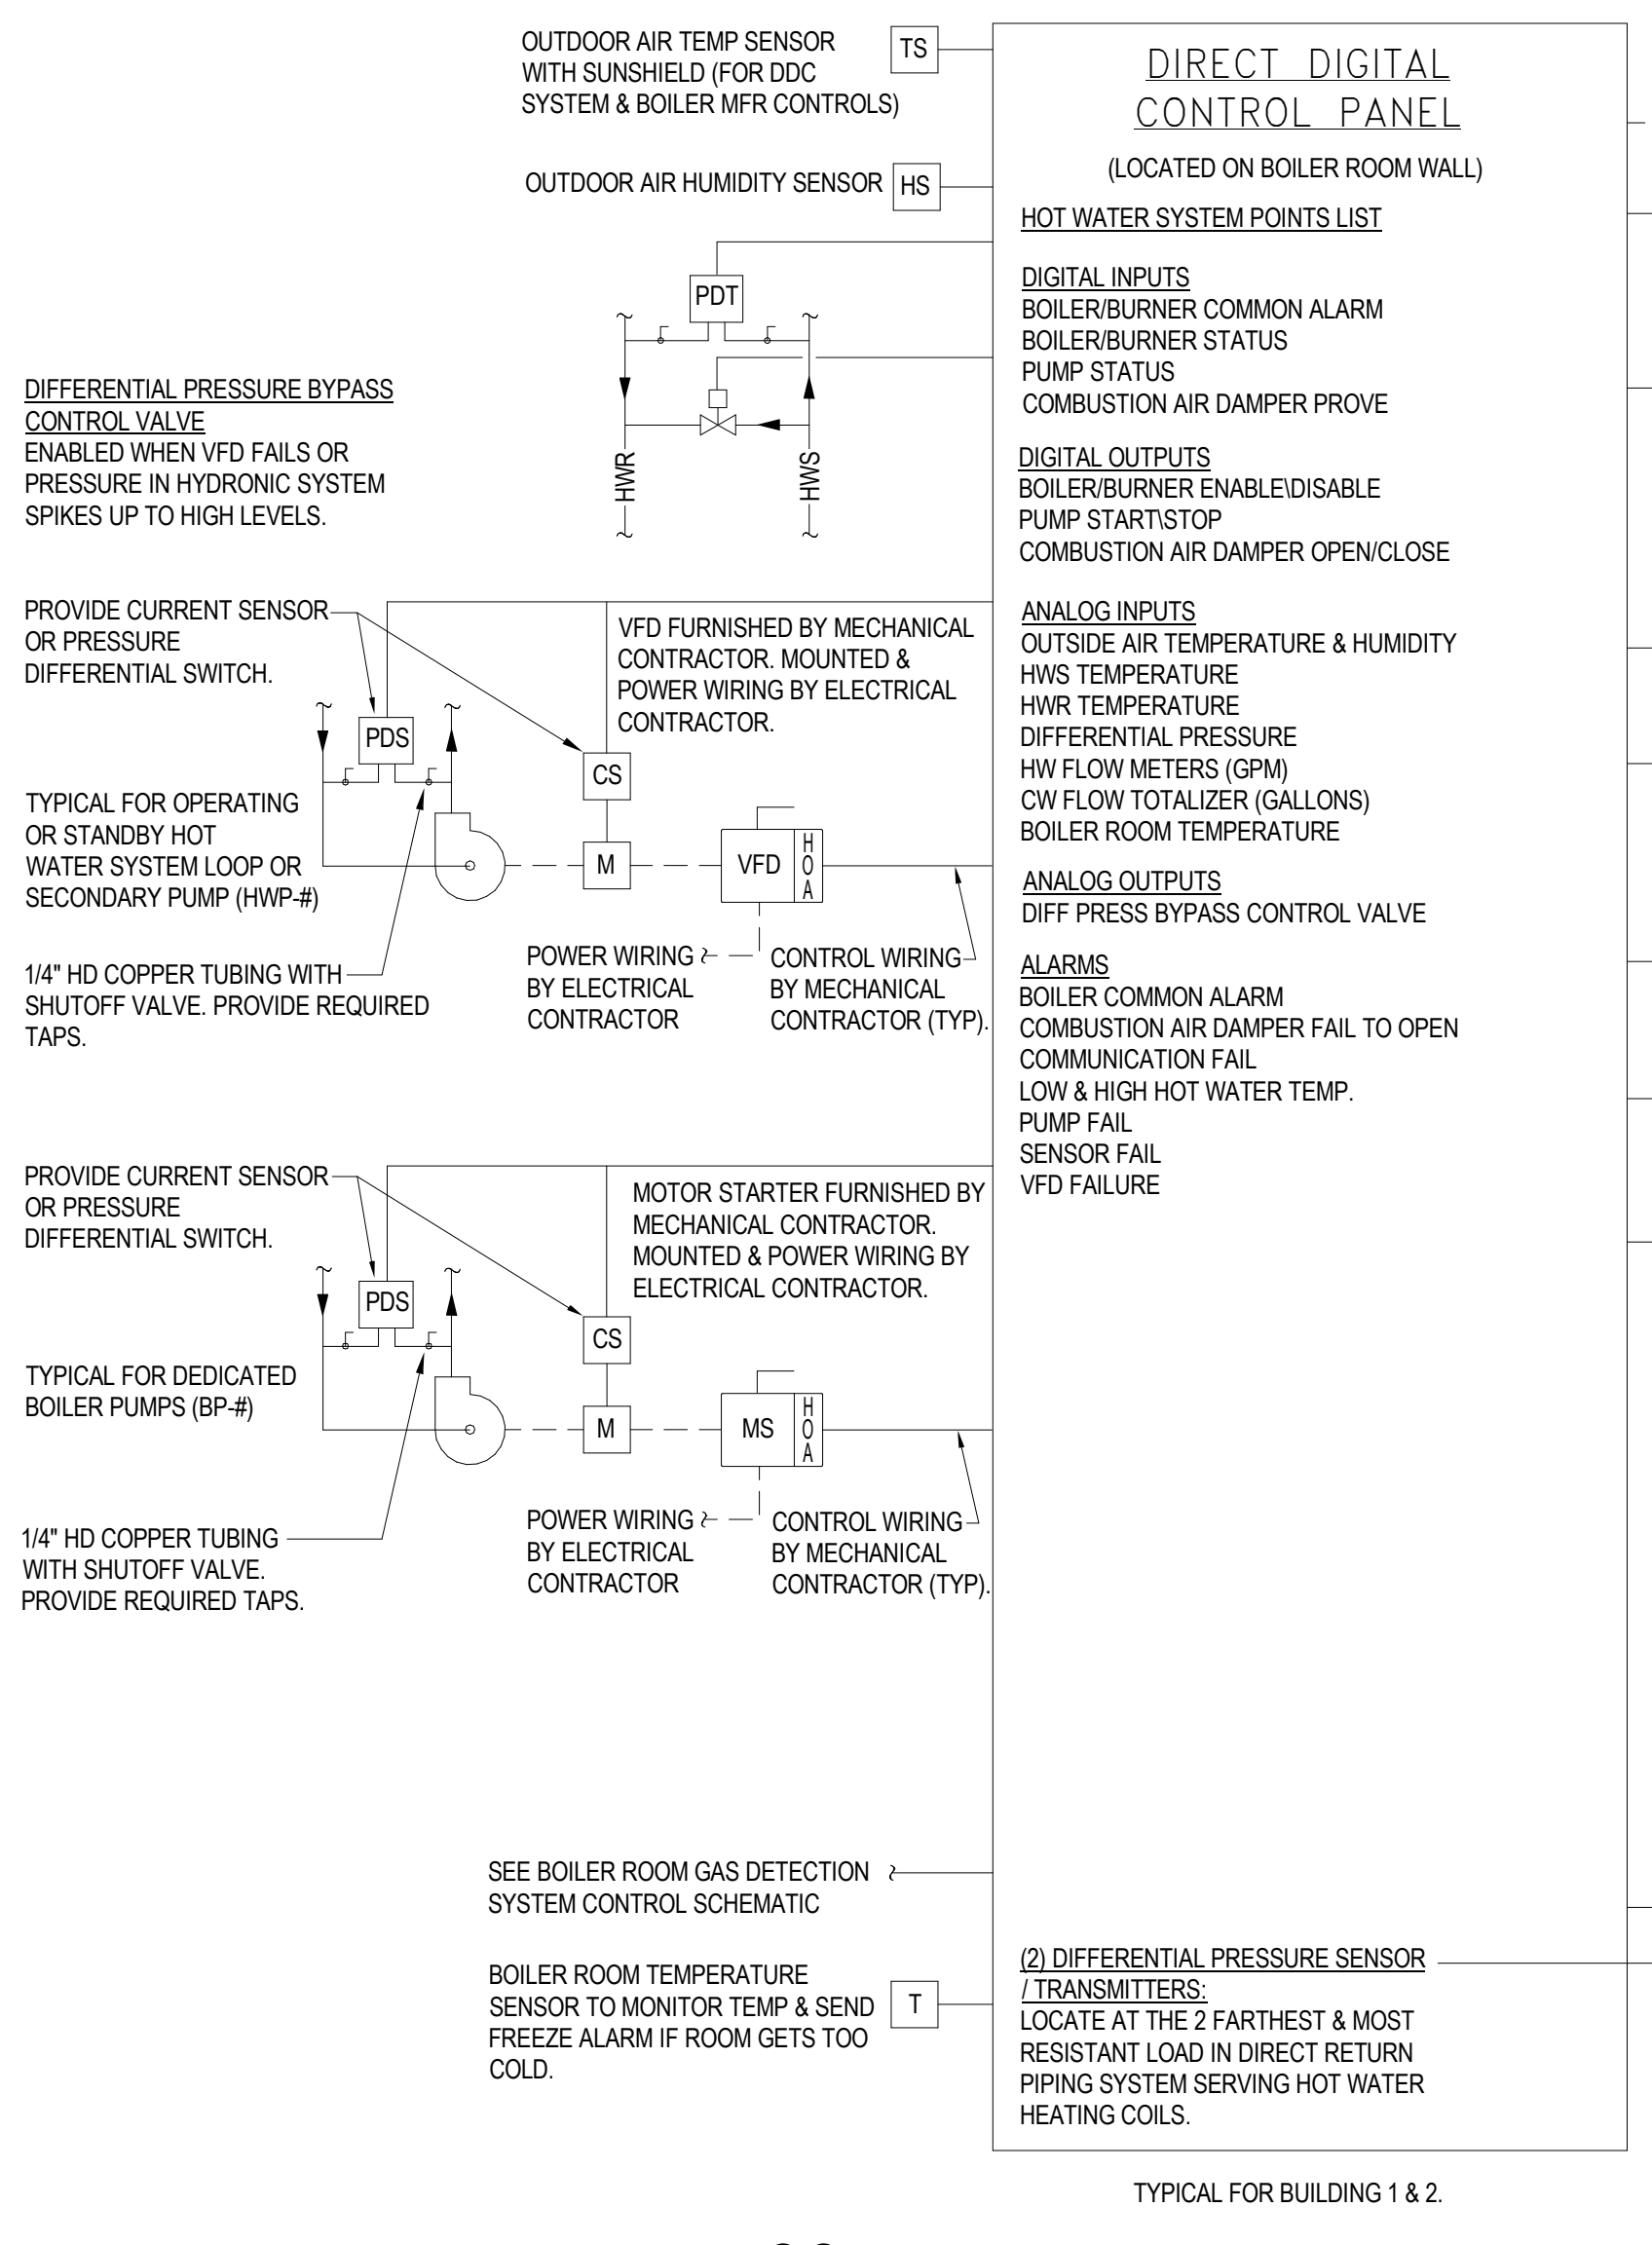 OUTDOOR AIR TEMP SENSOR
WITH SUNSHIELD (FOR DDC
SYSTEM & BOILER MFR CONTROLS)
TS
OUTDOOR AIR HUMIDITY SENSOR
HS
PDT
HWR
HWS
DIFFERENTIAL PRESSURE BYPASS
CONTROL VALVE
ENABLED WHEN VFD FAILS OR
PRESSURE IN HYDRONIC SYSTEM
SPIKES UP TO HIGH LEVELS.
PROVIDE CURRENT SENSOR
OR PRESSURE
DIFFERENTIAL SWITCH.
VFD FURNISHED BY MECHANICAL
CONTRACTOR. MOUNTED &
POWER WIRING BY ELECTRICAL
CONTRACTOR.
PDS
CS
TYPICAL FOR OPERATING
OR STANDBY HOT
WATER SYSTEM LOOP OR
SECONDARY PUMP (HWP-#)
M
VFD
H
O
A
1/4" HD COPPER TUBING WITH
SHUTOFF VALVE. PROVIDE REQUIRED
TAPS.
POWER WIRING
BY ELECTRICAL
CONTRACTOR
CONTROL WIRING
BY MECHANICAL
CONTRACTOR (TYP).
PROVIDE CURRENT SENSOR
OR PRESSURE
DIFFERENTIAL SWITCH.
MOTOR STARTER FURNISHED BY
MECHANICAL CONTRACTOR.
MOUNTED & POWER WIRING BY
ELECTRICAL CONTRACTOR.
PDS
CS
TYPICAL FOR DEDICATED
BOILER PUMPS (BP-#)
M
MS
H
O
A
1/4" HD COPPER TUBING
WITH SHUTOFF VALVE.
PROVIDE REQUIRED TAPS.
POWER WIRING
BY ELECTRICAL
CONTRACTOR
CONTROL WIRING
BY MECHANICAL
CONTRACTOR (TYP).
SEE BOILER ROOM GAS DETECTION
SYSTEM CONTROL SCHEMATIC
BOILER ROOM TEMPERATURE
SENSOR TO MONITOR TEMP & SEND
FREEZE ALARM IF ROOM GETS TOO
COLD.
T
DIRECT DIGITAL
CONTROL PANEL
(LOCATED ON BOILER ROOM WALL)
HOT WATER SYSTEM POINTS LIST
DIGITAL INPUTS
BOILER/BURNER COMMON ALARM
BOILER/BURNER STATUS
PUMP STATUS
COMBUSTION AIR DAMPER PROVE
DIGITAL OUTPUTS
BOILER/BURNER ENABLE\DISABLE
PUMP START\STOP
COMBUSTION AIR DAMPER OPEN/CLOSE
ANALOG INPUTS
OUTSIDE AIR TEMPERATURE & HUMIDITY
HWS TEMPERATURE
HWR TEMPERATURE
DIFFERENTIAL PRESSURE
HW FLOW METERS (GPM)
CW FLOW TOTALIZER (GALLONS)
BOILER ROOM TEMPERATURE
ANALOG OUTPUTS
DIFF PRESS BYPASS CONTROL VALVE
ALARMS
BOILER COMMON ALARM
COMBUSTION AIR DAMPER FAIL TO OPEN
COMMUNICATION FAIL
LOW & HIGH HOT WATER TEMP.
PUMP FAIL
SENSOR FAIL
VFD FAILURE
(2) DIFFERENTIAL PRESSURE SENSOR
/ TRANSMITTERS:
LOCATE AT THE 2 FARTHEST & MOST
RESISTANT LOAD IN DIRECT RETURN
PIPING SYSTEM SERVING HOT WATER
HEATING COILS.
TYPICAL FOR BUILDING 1 & 2.